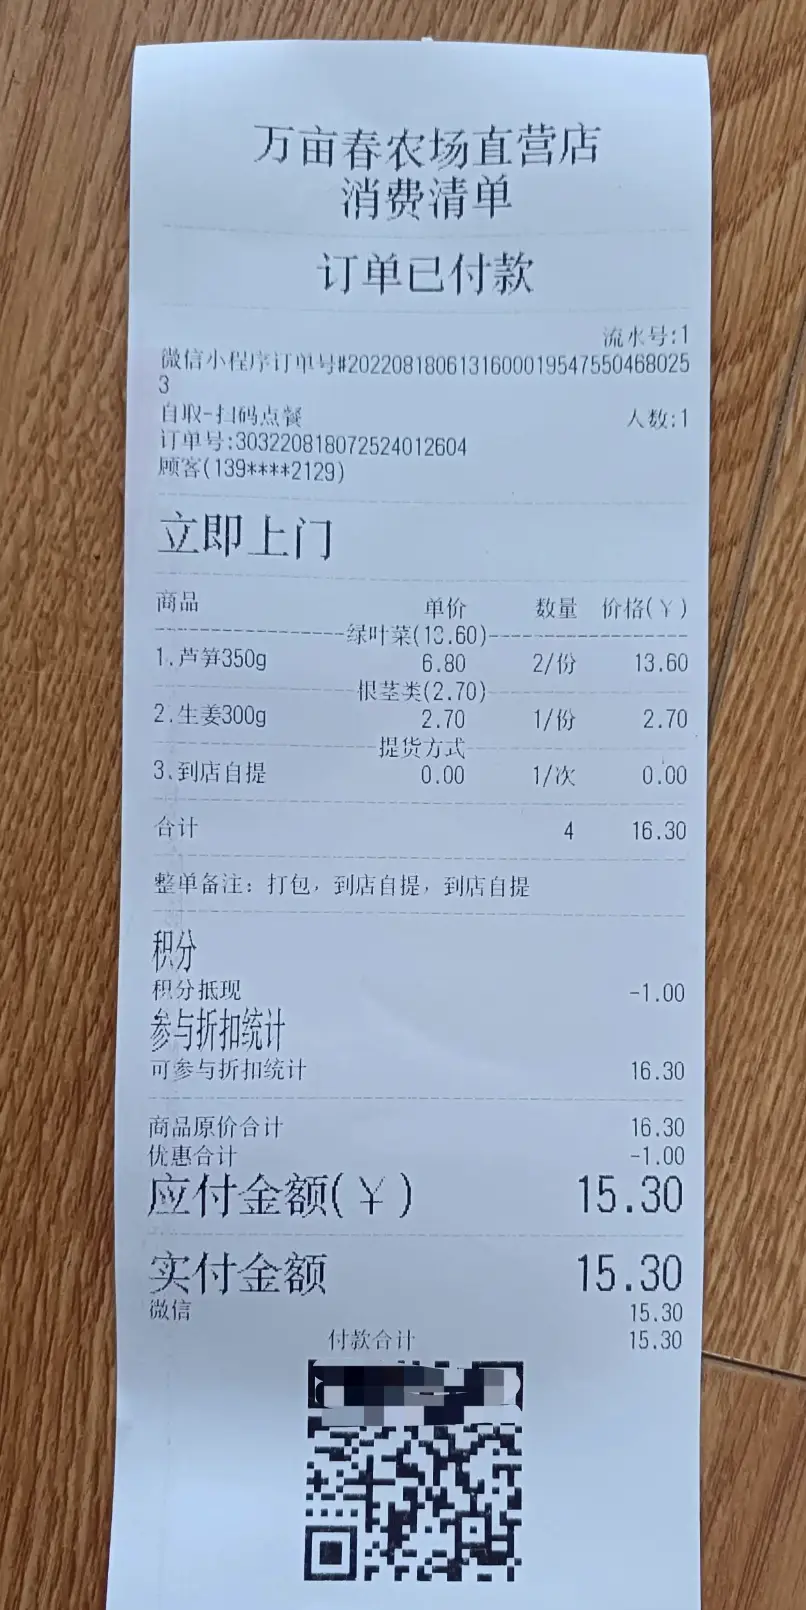 万亩春农场直营店
消费清单
订单已付款
流水号:1
微信小程序订单号#202208180613160001954755046802​5
3
自取-扫码点餐 人数:1
订单号:303220818072524012604
顾客(139****2129)
立即上门
商品 单价 数量 价格(￥)
绿叶菜(13.60)
1.芦笋350g 6.80 2/份 13.60
根茎类(2.70)
2.生姜300g 2.70 1/份 2.70
提货方式
3.到店自提 0.00 1/次 0.00
合计 4 16.30
整单备注: 打包, 到店自提, 到店自提
积分
积分抵现 -1.00
参与折扣统计
可参与折扣统计 16.30
商品原价合计 16.30
优惠合计 -1.00
应付金额(￥) 15.30
实付金额 15.30
微信 15.30
付款合计 15.30